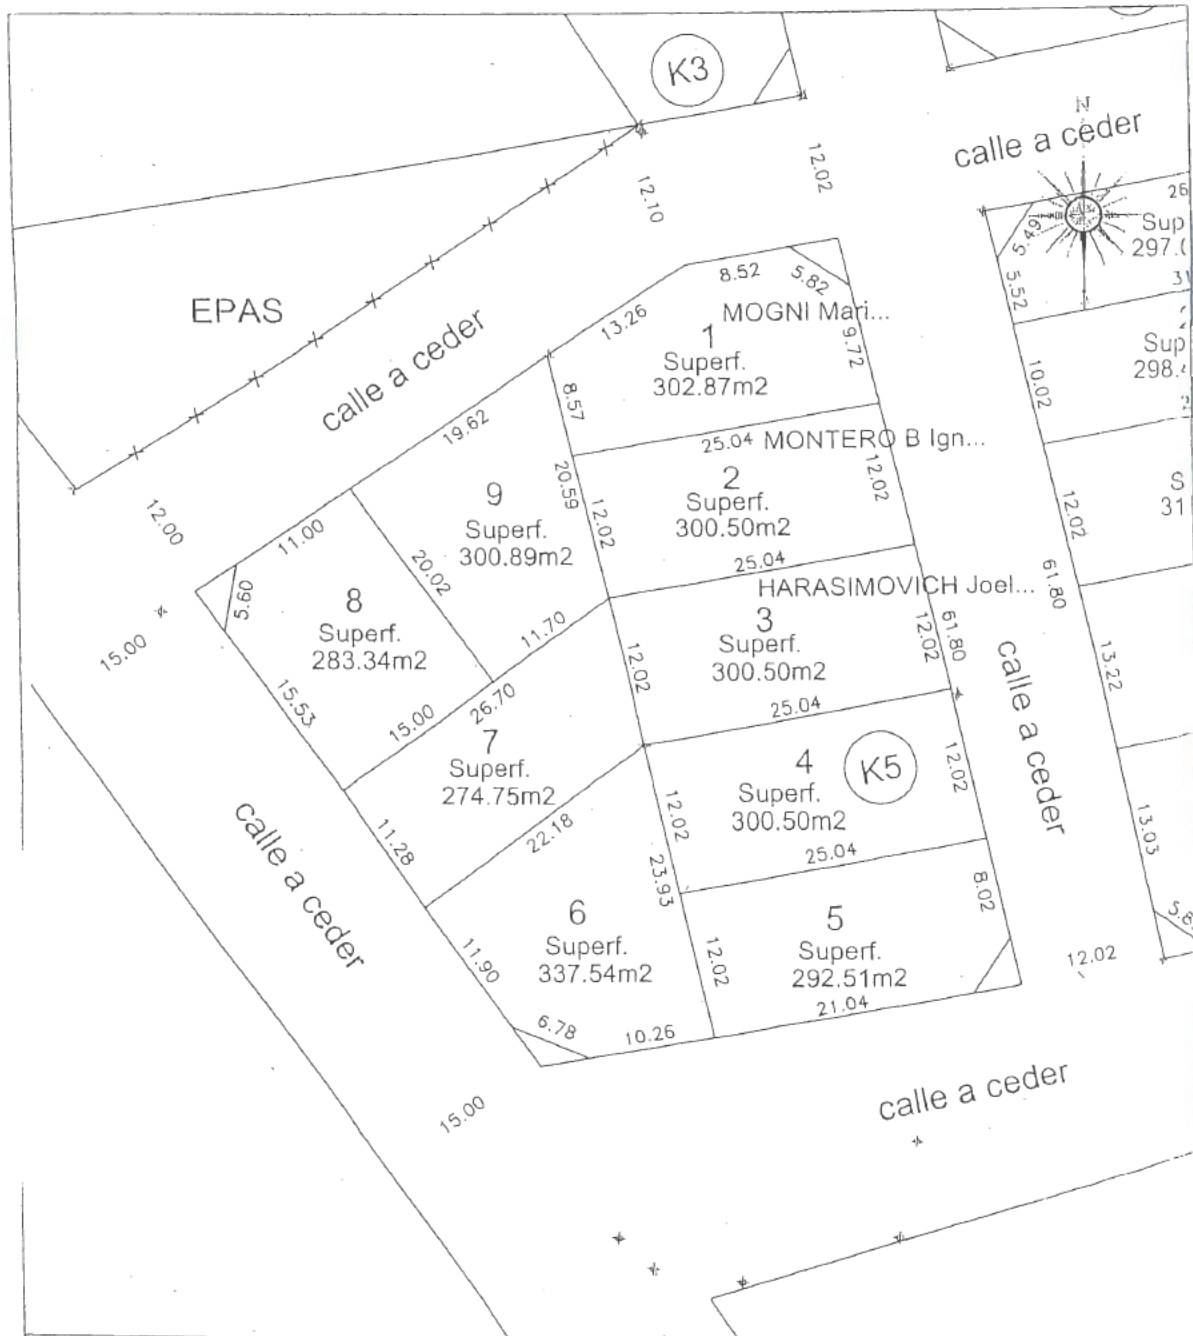 K3
N
calle a ceder
12.02
12.10
26
Sup
297.0
5.49
5.52
31
EPAS
calle a ceder
8.52
5.82
13.26
MOGNI Mari...
1
Superf.
302.87m2
9.72
8.57
Sup
298.
10.02
19.62
25.04
MONTERO B Ign...
2
Superf.
300.50m2
12.02
12.02
20.59
9
Superf.
300.89m2
S
31
12.02
61.80
12.00
11.00
20.02
25.04
HARASIMOVICH Joel...
5.60
8
Superf.
283.34m2
11.70
3
Superf.
300.50m2
12.02
61.80
12.02
15.00
15.53
15.00
26.70
25.04
calle a ceder
13.22
7
Superf.
274.75m2
4
Superf.
300.50m2
K5
12.02
12.02
calle a ceder
11.28
22.18
25.04
13.03
23.93
8.02
6
Superf.
337.54m2
5
Superf.
292.51m2
5.8
11.90
12.02
12.02
21.04
6.78
10.26
15.00
calle a ceder